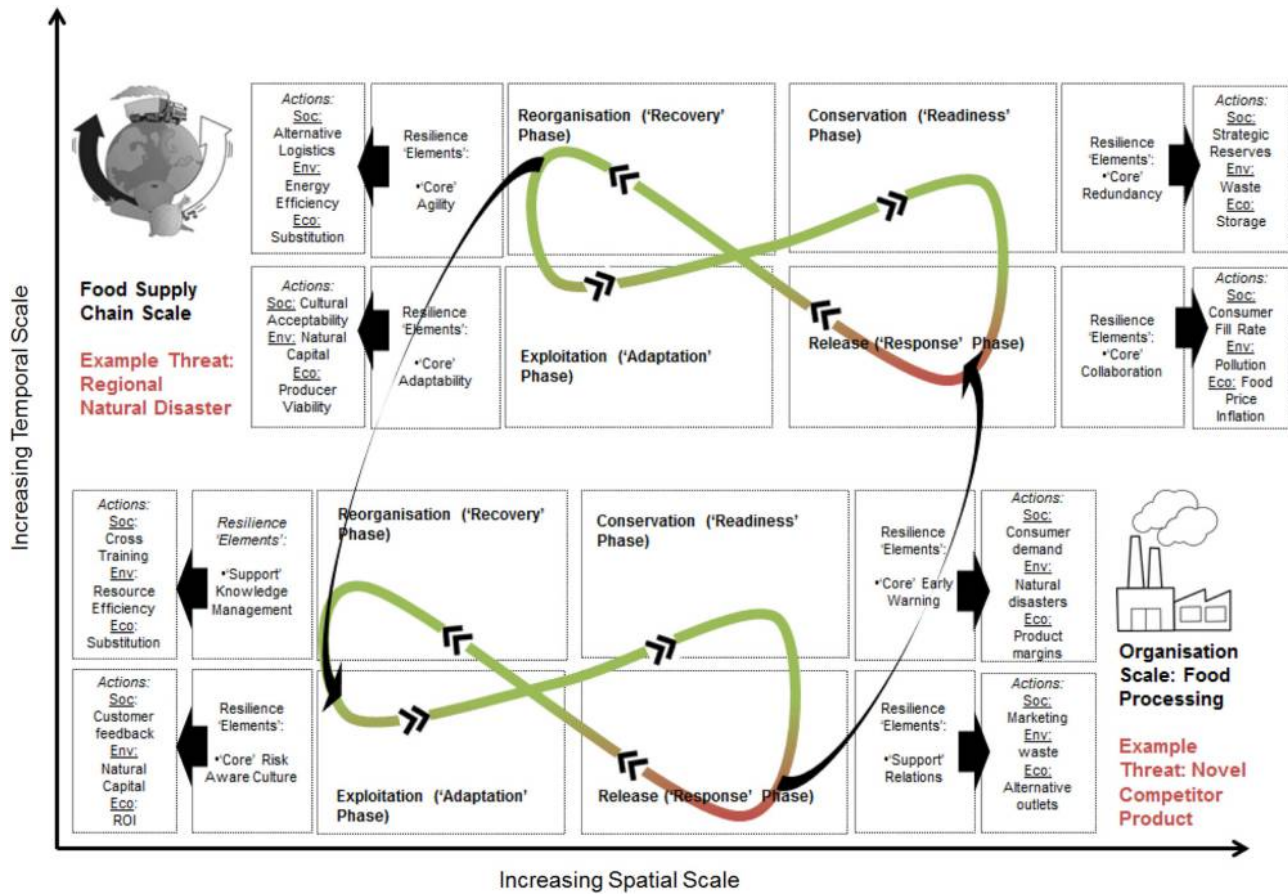 Increasing Temporal Scale
Actions:
Soc:
Alternative
Logistics
Env:
Energy
Efficiency
Eco:
Substitution
Resilience
'Elements':
•'Core'
Agility
Reorganisation ('Recovery'
Phase)
Conservation ('Readiness'
Phase)
Resilience
'Elements':
•'Core'
Redundancy
Actions:
Soc:
Strategic
Reserves
Env:
Waste
Eco:
Storage
Food Supply
Chain Scale
Example Threat:
Regional
Natural Disaster
Actions:
Soc: Cultural
Acceptability
Env: Natural
Capital
Eco:
Producer
Viability
Resilience
'Elements':
•'Core'
Adaptability
Exploitation ('Adaptation'
Phase)
Release ('Response' Phase)
Resilience
'Elements':
•'Core'
Collaboration
Actions:
Soc:
Consumer
Fill Rate
Env:
Pollution
Eco: Food
Price
Inflation
Actions:
Soc:
Cross
Training
Env:
Resource
Efficiency
Eco:
Substitution
Resilience
'Elements':
•'Support'
Knowledge
Management
Reorganisation ('Recovery'
Phase)
Conservation ('Readiness'
Phase)
Resilience
'Elements':
•'Core' Early
Warning
Actions:
Soc:
Consumer
demand
Env:
Natural
disasters
Eco:
Product
margins
Organisation
Scale: Food
Processing
Example
Threat: Novel
Competitor
Product
Actions:
Soc:
Customer
feedback
Env:
Natural
Capital
Eco:
ROI
Resilience
'Elements':
•'Core' Risk
Aware Culture
Exploitation ('Adaptation'
Phase)
Release ('Response' Phase)
Resilience
'Elements':
•'Support'
Relations
Actions:
Soc:
Marketing
Env:
waste
Eco:
Alternative
outlets
Increasing Spatial Scale